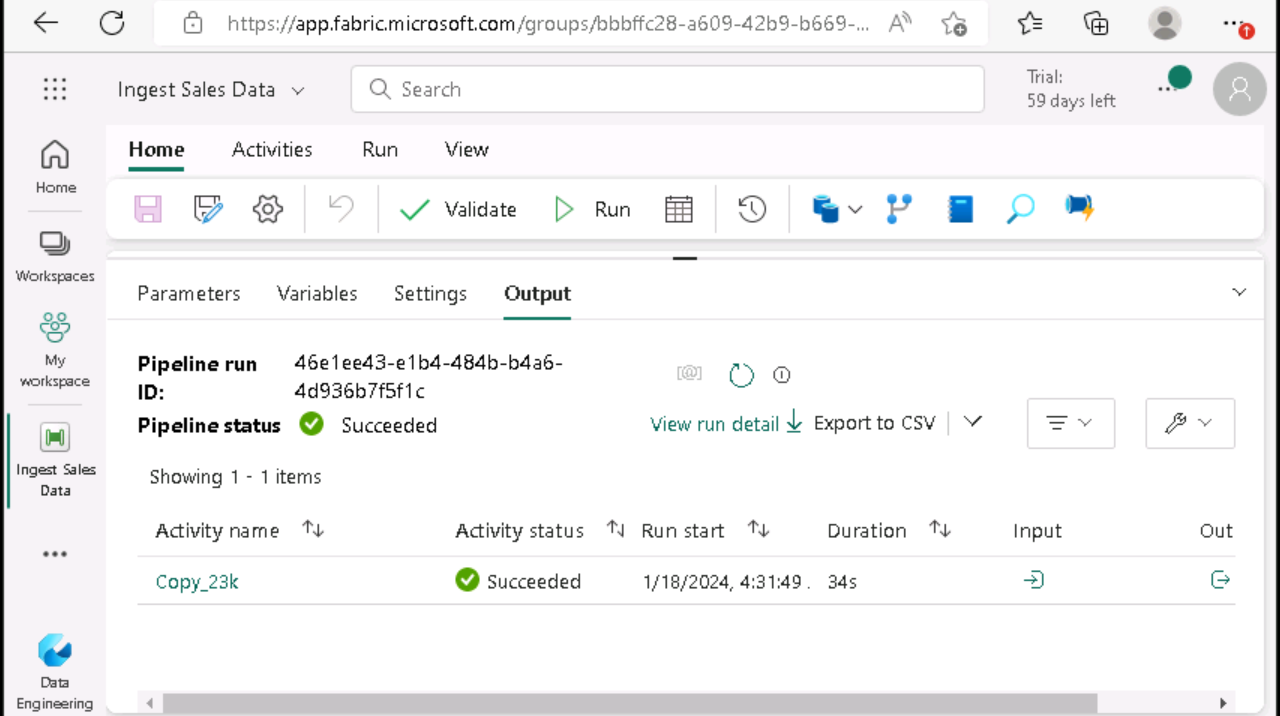 https://app.fabric.microsoft.com/groups/bbbffc28-a609-42b9-b669-...
Ingest Sales Data
Search
Trial:
59 days left
Home
Activities
Run
View
Home
Validate
Run
Workspaces
My
workspace
Ingest Sales
Data
Data
Engineering
Parameters
Variables
Settings
Output
Pipeline run
ID:
46e1ee43-e1b4-484b-b4a6-
4d936b7f5f1c
Pipeline status
Succeeded
View run detail
Export to CSV
Showing 1 - 1 items
Activity name
Activity status
Run start
Duration
Input
Out
Copy_23k
Succeeded
1/18/2024, 4:31:49 .
34s